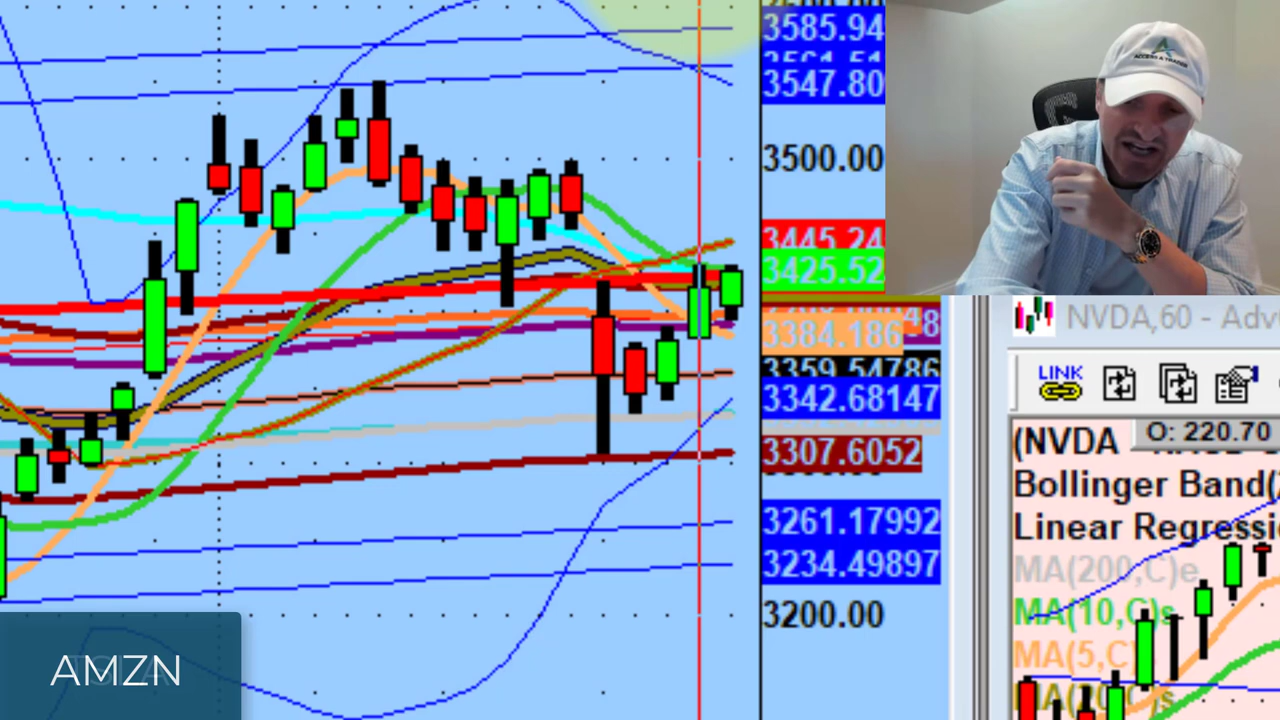 3585.94
3547.80
3500.00
3445.24
3425.52
3384.186
3359.54786
3342.68147
3307.6052
3261.17992
3234.49897
3200.00
AMZN
NVDA,60 - Adv
LINK
(NVDA
O: 220.70
Bollinger Band(
Linear Regressi
MA(200,C)e
MA(10,C)s
MA(5,C)